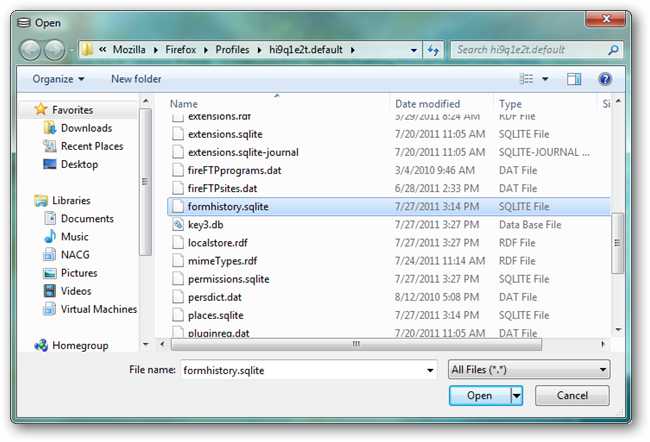 Open
« Mozilla ▸ Firefox ▸ Profiles ▸ hi9q1e2t.default ▸
Search hi9q1e2t.default
Organize ▾ New folder
Favorites
Downloads
Recent Places
Desktop
Libraries
Documents
Music
NACG
Pictures
Videos
Virtual Machines
Homegroup
Name Date modified Type Si
extensions.rdf 5/29/2011 8:24 AM RDF File
extensions.sqlite 7/20/2011 11:05 AM SQLITE File
extensions.sqlite-journal 7/20/2011 11:05 AM SQLITE-JOURNAL ...
fireFTPprograms.dat 3/4/2010 9:46 AM DAT File
fireFTPsites.dat 6/28/2011 2:33 PM DAT File
formhistory.sqlite 7/27/2011 3:14 PM SQLITE File
key3.db 7/27/2011 3:27 PM Data Base File
localstore.rdf 7/27/2011 3:27 PM RDF File
mimeTypes.rdf 7/24/2011 11:14 AM RDF File
permissions.sqlite 7/27/2011 3:27 PM SQLITE File
persdict.dat 8/12/2010 5:08 PM DAT File
places.sqlite 7/27/2011 3:14 PM SQLITE File
pluginreg.dat 7/20/2011 11:05 AM DAT File
File name: formhistory.sqlite All Files (*.*)
Open Cancel